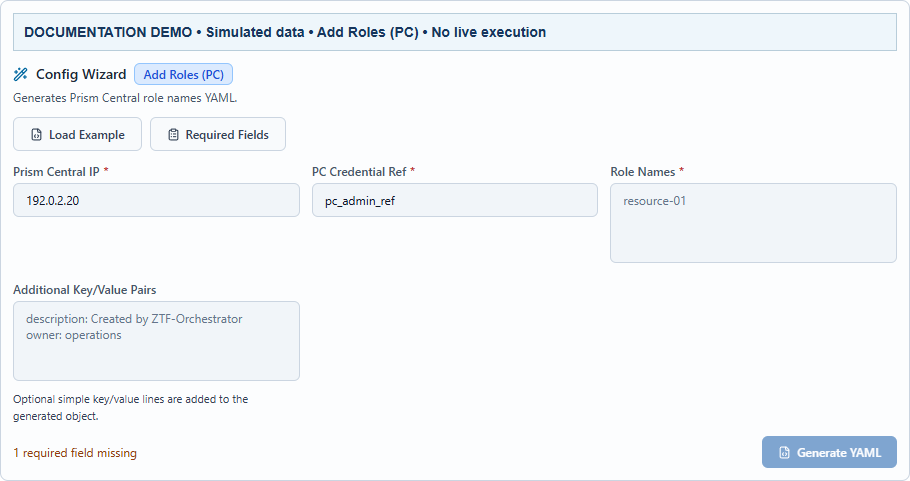 DOCUMENTATION DEMO • Simulated data • Add Roles (PC) • No live execution
Config Wizard Add Roles (PC)
Generates Prism Central role names YAML.
Load Example Required Fields
Prism Central IP * PC Credential Ref * Role Names *
192.0.2.20 pc_admin_ref resource-01
Additional Key/Value Pairs
description: Created by ZTF-Orchestrator
owner: operations
Optional simple key/value lines are added to the
generated object.
1 required field missing Generate YAML